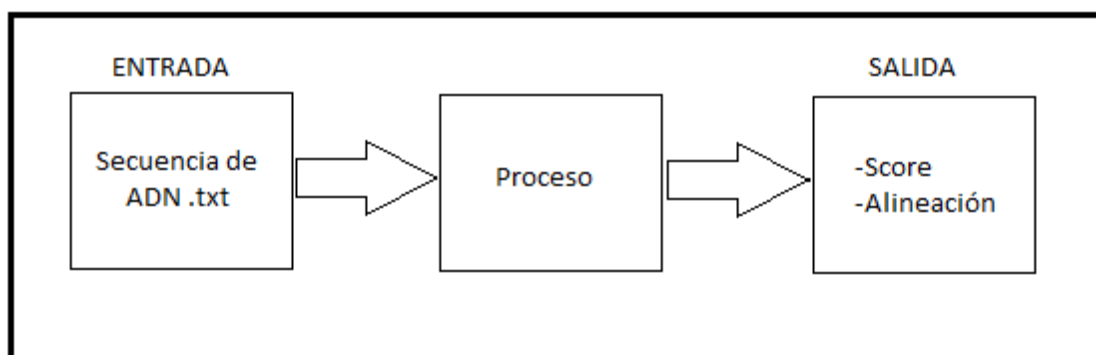 ENTRADA
SALIDA
Secuencia de
ADN .txt
Proceso
-Score
-Alineación